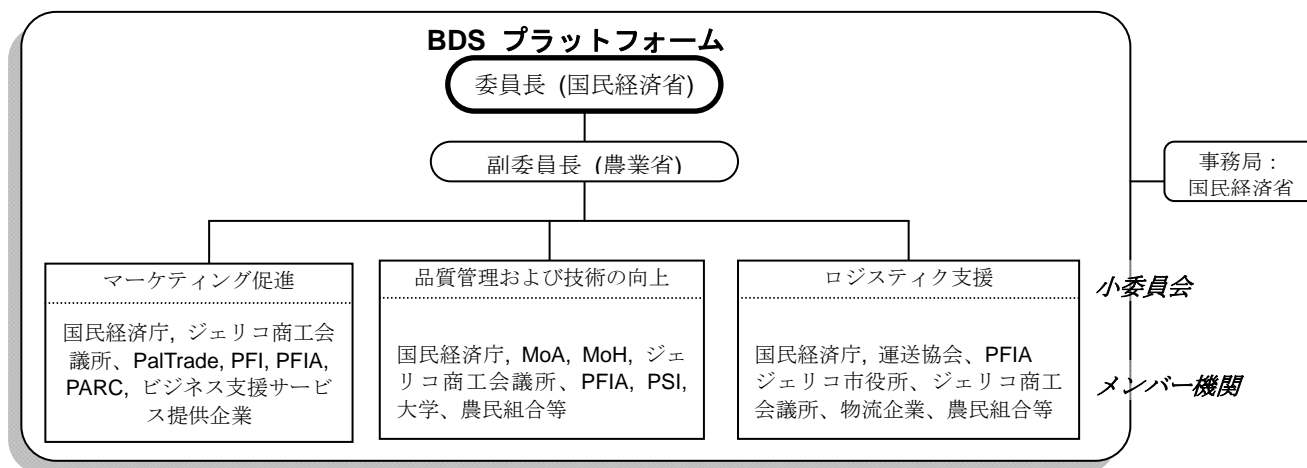 BDS プラットフォーム
委員長 (国民経済省)
副委員長 (農業省)
事務局：
国民経済省
マーケティング促進
国民経済庁, ジェリコ商工会
議所、PalTrade, PFI, PFIA,
PARC, ビジネス支援サービ
ス提供企業
品質管理および技術の向上
国民経済庁, MoA, MoH, ジェ
リコ商工会議所、PFIA, PSI,
大学、農民組合等
ロジスティク支援
国民経済庁, 運送協会、PFIA
ジェリコ市役所、ジェリコ商工
会議所、物流企業、農民組合等
小委員会
メンバー機関